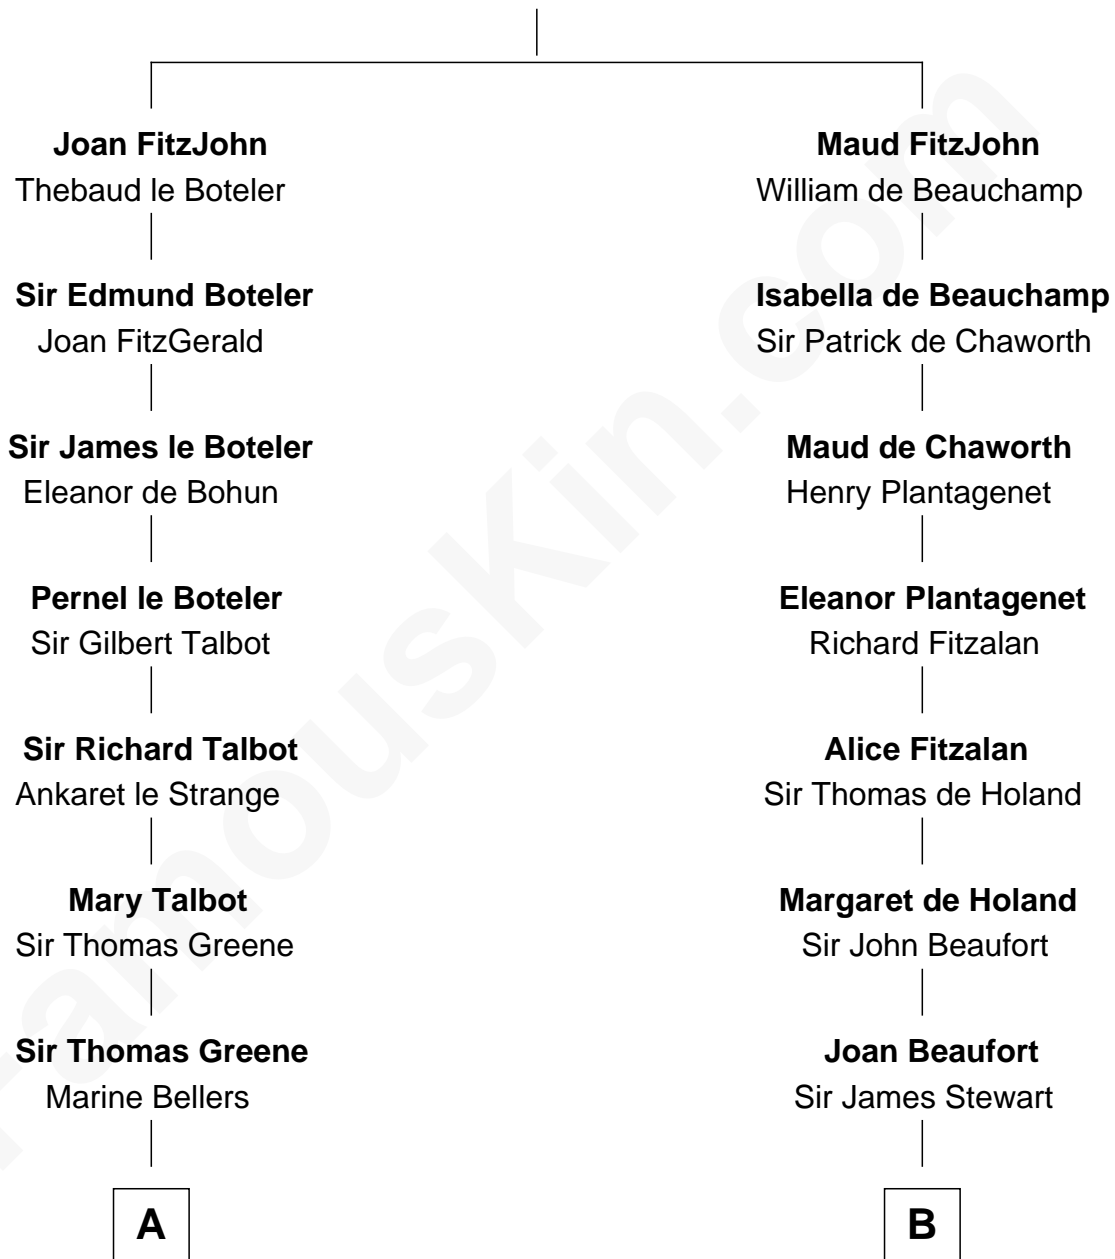 Joan FitzJohn
Thebaud le Boteler
Sir Edmund Boteler
Joan FitzGerald
Sir James le Boteler
Eleanor de Bohun
Pernel le Boteler
Sir Gilbert Talbot
Sir Richard Talbot
Ankaret le Strange
Mary Talbot
Sir Thomas Greene
Sir Thomas Greene
Marine Bellers
A
Maud FitzJohn
William de Beauchamp
Isabella de Beauchamp
Sir Patrick de Chaworth
Maud de Chaworth
Henry Plantagenet
Eleanor Plantagenet
Richard Fitzalan
Alice Fitzalan
Sir Thomas de Holand
Margaret de Holand
Sir John Beaufort
Joan Beaufort
Sir James Stewart
B
FamousKin.com